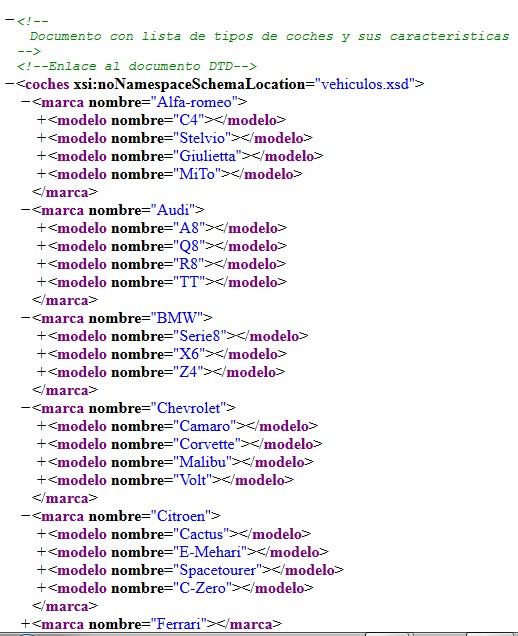 −<!--
Documento con lista de tipos de coches y sus caracteristicas
-->
<!--Enlace al documento DTD-->
−<coches xsi:noNamespaceSchemaLocation="vehiculos.xsd">
−<marca nombre="Alfa-romeo">
+<modelo nombre="C4"></modelo>
+<modelo nombre="Stelvio"></modelo>
+<modelo nombre="Giulietta"></modelo>
+<modelo nombre="MiTo"></modelo>
</marca>
−<marca nombre="Audi">
+<modelo nombre="A8"></modelo>
+<modelo nombre="Q8"></modelo>
+<modelo nombre="R8"></modelo>
+<modelo nombre="TT"></modelo>
</marca>
−<marca nombre="BMW">
+<modelo nombre="Serie8"></modelo>
+<modelo nombre="X6"></modelo>
+<modelo nombre="Z4"></modelo>
</marca>
−<marca nombre="Chevrolet">
+<modelo nombre="Camaro"></modelo>
+<modelo nombre="Corvette"></modelo>
+<modelo nombre="Malibu"></modelo>
+<modelo nombre="Volt"></modelo>
</marca>
−<marca nombre="Citroen">
+<modelo nombre="Cactus"></modelo>
+<modelo nombre="E-Mehari"></modelo>
+<modelo nombre="Spacetourer"></modelo>
+<modelo nombre="C-Zero"></modelo>
</marca>
+<marca nombre="Ferrari"></marca>